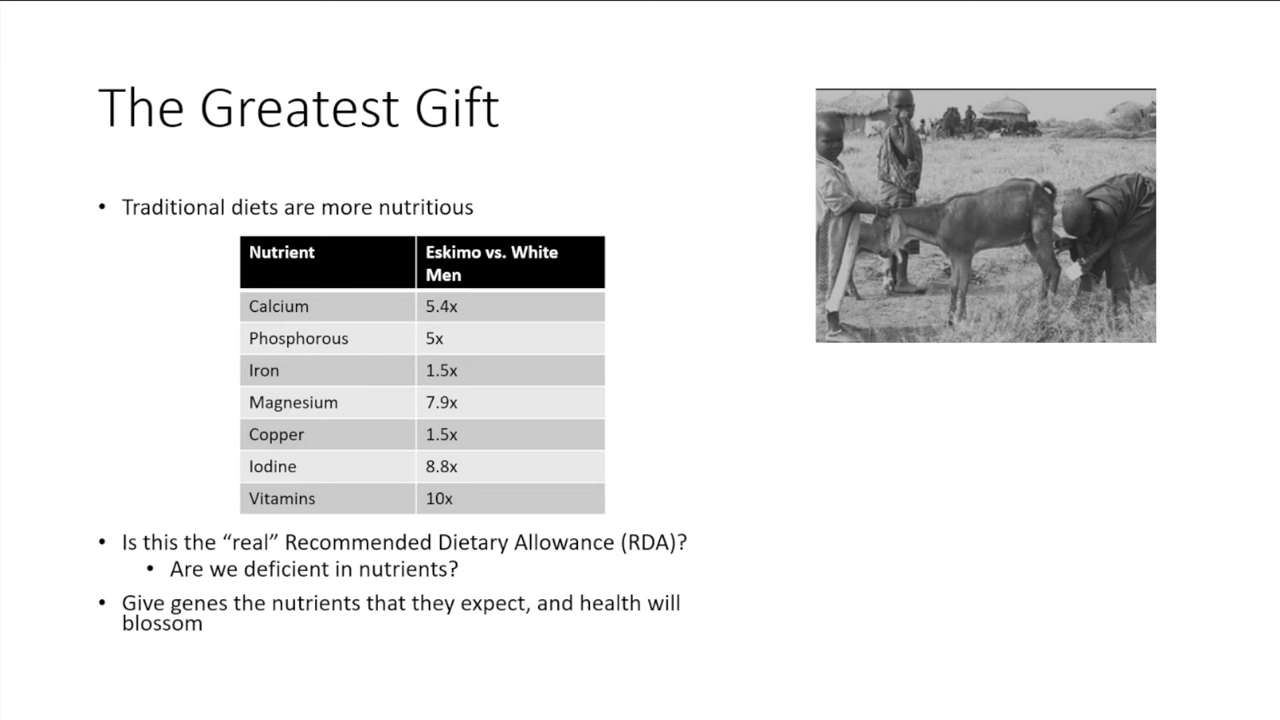 The Greatest Gift
• Traditional diets are more nutritious
Nutrient
Eskimo vs. White
Men
Calcium
5.4x
Phosphorous
5x
Iron
1.5x
Magnesium
7.9x
Copper
1.5x
Iodine
8.8x
Vitamins
10x
• Is this the “real” Recommended Dietary Allowance (RDA)?
• Are we deficient in nutrients?
• Give genes the nutrients that they expect, and health will
blossom